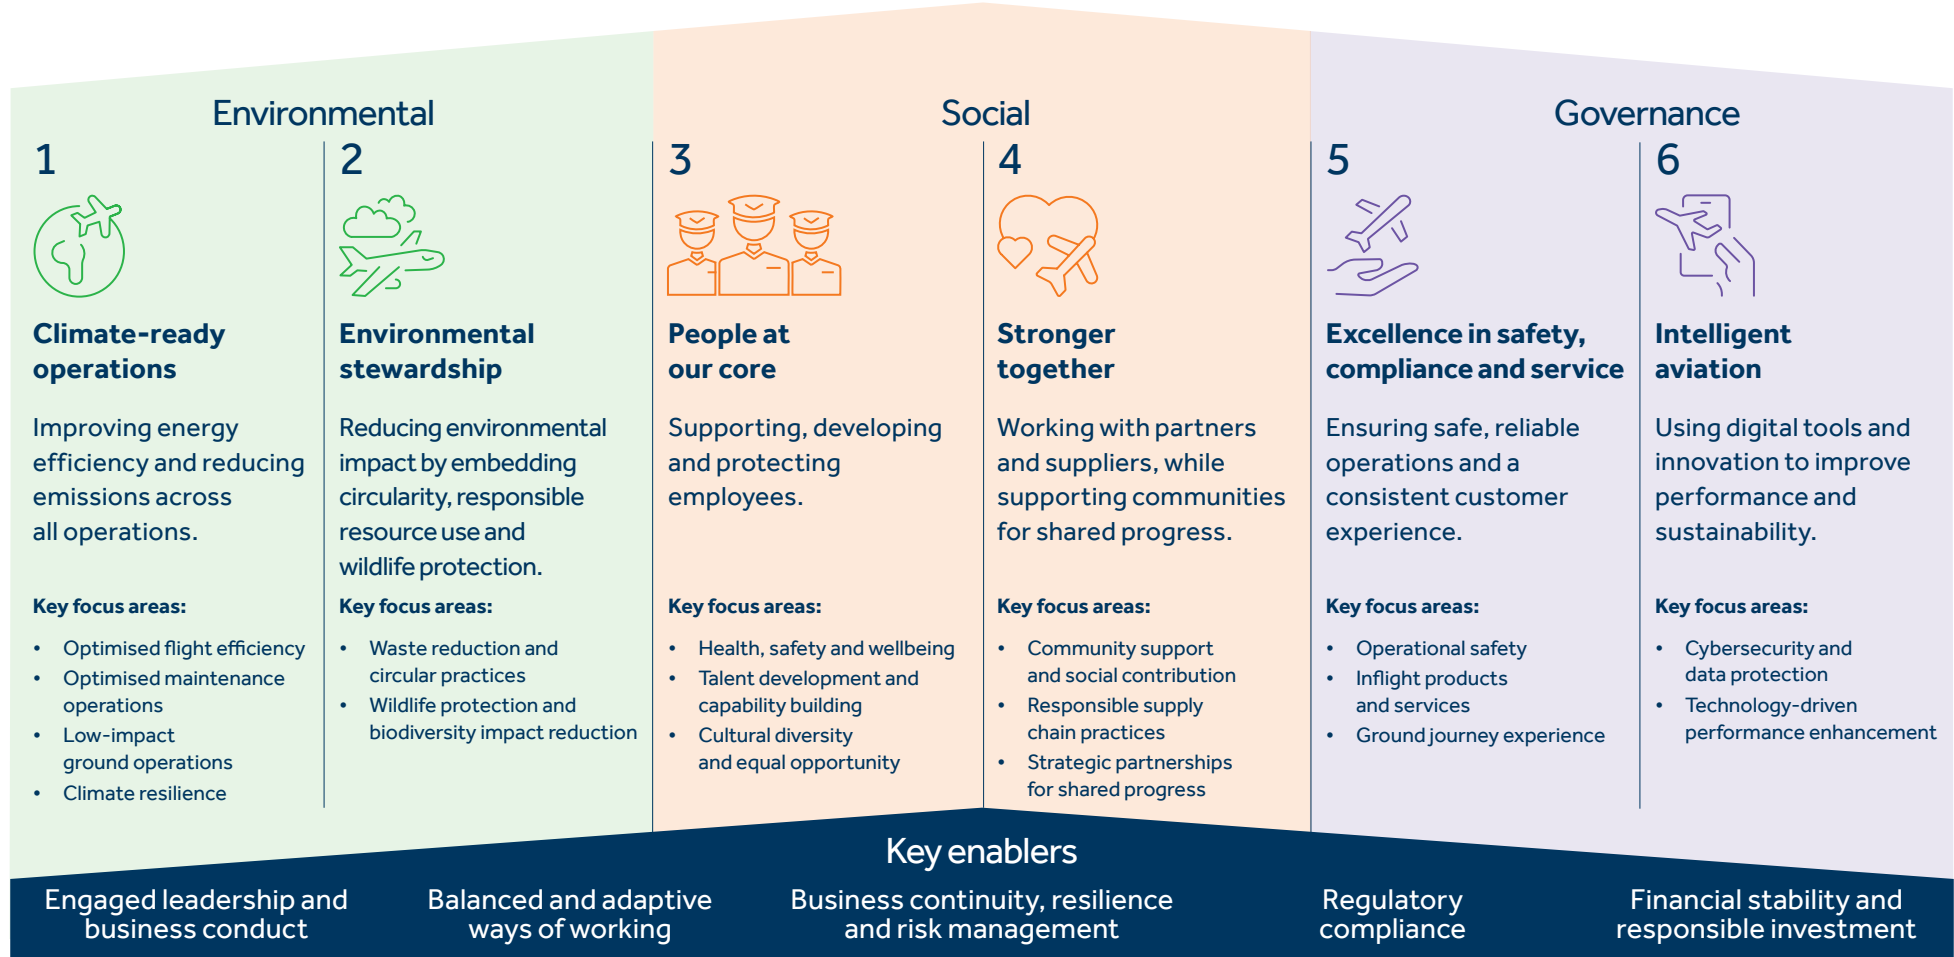 Environmental
1
Climate-ready
operations
Improving energy
efficiency and reducing
emissions across
all operations.
Key focus areas:
• Optimised flight efficiency
• Optimised maintenance
operations
• Low-impact
ground operations
• Climate resilience
2
Environmental
stewardship
Reducing environmental
impact by embedding
circularity, responsible
resource use and
wildlife protection.
Key focus areas:
• Waste reduction and
circular practices
• Wildlife protection and
biodiversity impact reduction
Social
3
People at
our core
Supporting, developing
and protecting
employees.
Key focus areas:
• Health, safety and wellbeing
• Talent development and
capability building
• Cultural diversity
and equal opportunity
4
Stronger
together
Working with partners
and suppliers, while
supporting communities
for shared progress.
Key focus areas:
• Community support
and social contribution
• Responsible supply
chain practices
• Strategic partnerships
for shared progress
Governance
5
Excellence in safety,
compliance and service
Ensuring safe, reliable
operations and a
consistent customer
experience.
Key focus areas:
• Operational safety
• Inflight products
and services
• Ground journey experience
6
Intelligent
aviation
Using digital tools and
innovation to improve
performance and
sustainability.
Key focus areas:
• Cybersecurity and
data protection
• Technology-driven
performance enhancement
Key enablers
Engaged leadership and
business conduct
Balanced and adaptive
ways of working
Business continuity, resilience
and risk management
Regulatory
compliance
Financial stability and
responsible investment